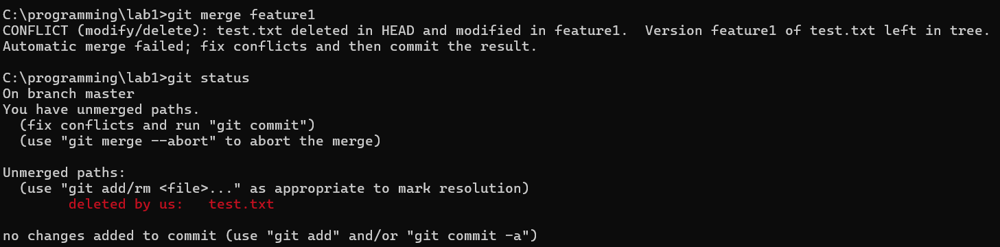 C:\programming\lab1>git merge feature1
CONFLICT (modify/delete): test.txt deleted in HEAD and modified in feature1.  Version feature1 of test.txt left in tree.
Automatic merge failed; fix conflicts and then commit the result.

C:\programming\lab1>git status
On branch master
You have unmerged paths.
  (fix conflicts and run "git commit")
  (use "git merge --abort" to abort the merge)

Unmerged paths:
  (use "git add/rm <file>..." as appropriate to mark resolution)
        deleted by us:   test.txt

no changes added to commit (use "git add" and/or "git commit -a")